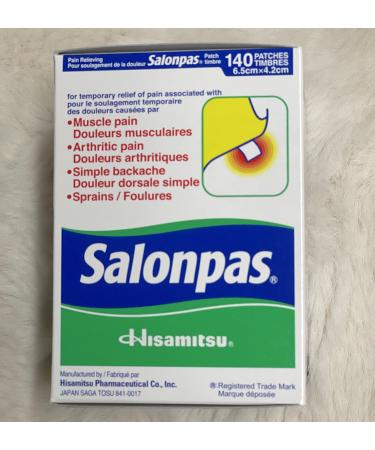 Pain Relieving Patch
Pour soulagement de la douleur Salonpas® timbre
140 PATCHES TIMBRES
6.5cm×4.2cm
for temporary relief of pain associated with
pour le soulagement temporaire
des douleurs causées par
•Muscle pain
Douleurs musculaires
•Arthritic pain
Douleurs arthritiques
•Simple backache
Douleur dorsale simple
•Sprains / Foulures
Salonpas®
Hisamitsu®
Manufactured by / Fabriqué par
Hisamitsu Pharmaceutical Co., Inc.
JAPAN SAGA TOSU 841-0017
®:Registered Trade Mark
Marque déposée